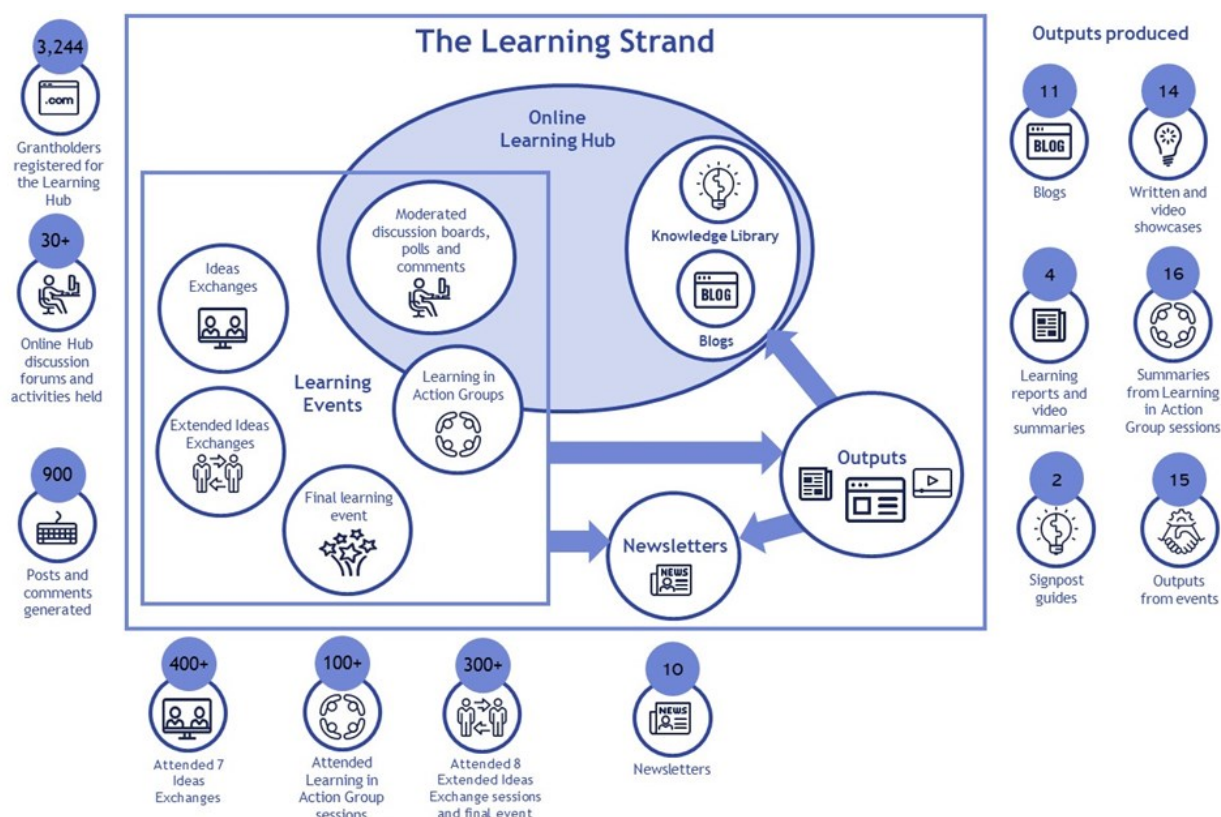 The Learning Strand
3,244
.com
Grantholders
registered for
the Learning
Hub
30+
Online Hub
discussion
forums and
activities held
900
Posts and
comments
generated
Online
Learning Hub
Moderated
discussion boards,
polls and
comments
Knowledge Library
BLOG
Blogs
Ideas
Exchanges
Learning
Events
Learning in
Action Groups
Extended Ideas
Exchanges
Final learning
event
Outputs
Newsletters
NEWS
Outputs produced
11
BLOG
Blogs
14
Written and
video
showcases
4
Learning
reports and
video
summaries
16
Summaries
from Learning
in Action
Group sessions
2
Signpost
guides
15
Outputs
from events
400+
Attended 7
Ideas
Exchanges
100+
Attended
Learning in
Action Group
sessions
300+
Attended 8
Extended Ideas
Exchange sessions
and final event
10
NEWS
Newsletters